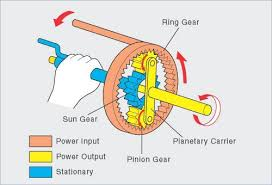 Ring Gear
Sun Gear
Planetary Carrier
Pinion Gear
Power Input
Power Output
Stationary